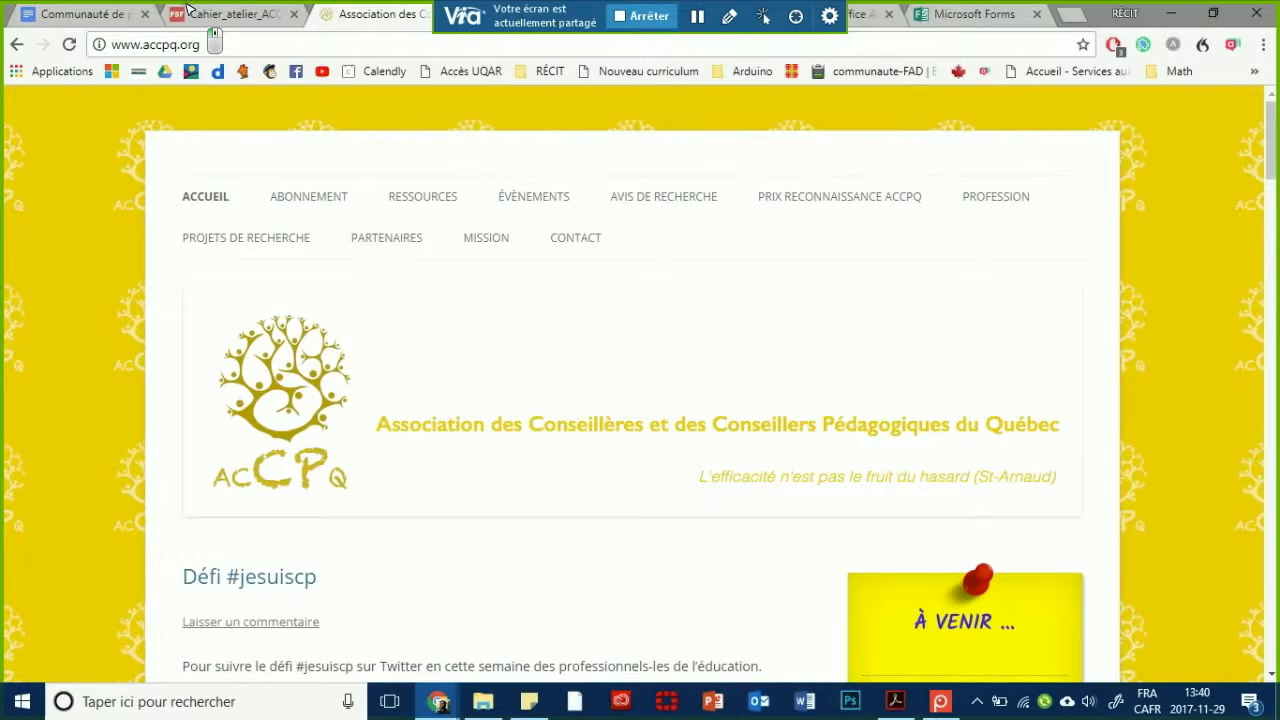 Communauté de p
Cahier_atelier_ACC
Association des Co
VIA
Votre écran est
actuellement partagé
Arrêter
fice A
Microsoft Forms
RÉCIT
www.accpq.org
Applications
Calendly
Accès UQAR
RÉCIT
Nouveau curriculum
Arduino
communaute-FAD | E
Accueil - Services au
Math
ACCUEIL
ABONNEMENT
RESSOURCES
ÉVÈNEMENTS
AVIS DE RECHERCHE
PRIX RECONNAISSANCE ACCPQ
PROFESSION
PROJETS DE RECHERCHE
PARTENAIRES
MISSION
CONTACT
Association des Conseillères et des Conseillers Pédagogiques du Québec
ACCPQ
L'efficacité n'est pas le fruit du hasard (St-Arnaud)
Défi #jesuiscp
À VENIR ...
Laisser un commentaire
Pour suivre le défi #jesuiscp sur Twitter en cette semaine des professionnels-les de l'éducation.
Taper ici pour rechercher
FRA
CAFR
13:40
2017-11-29
3